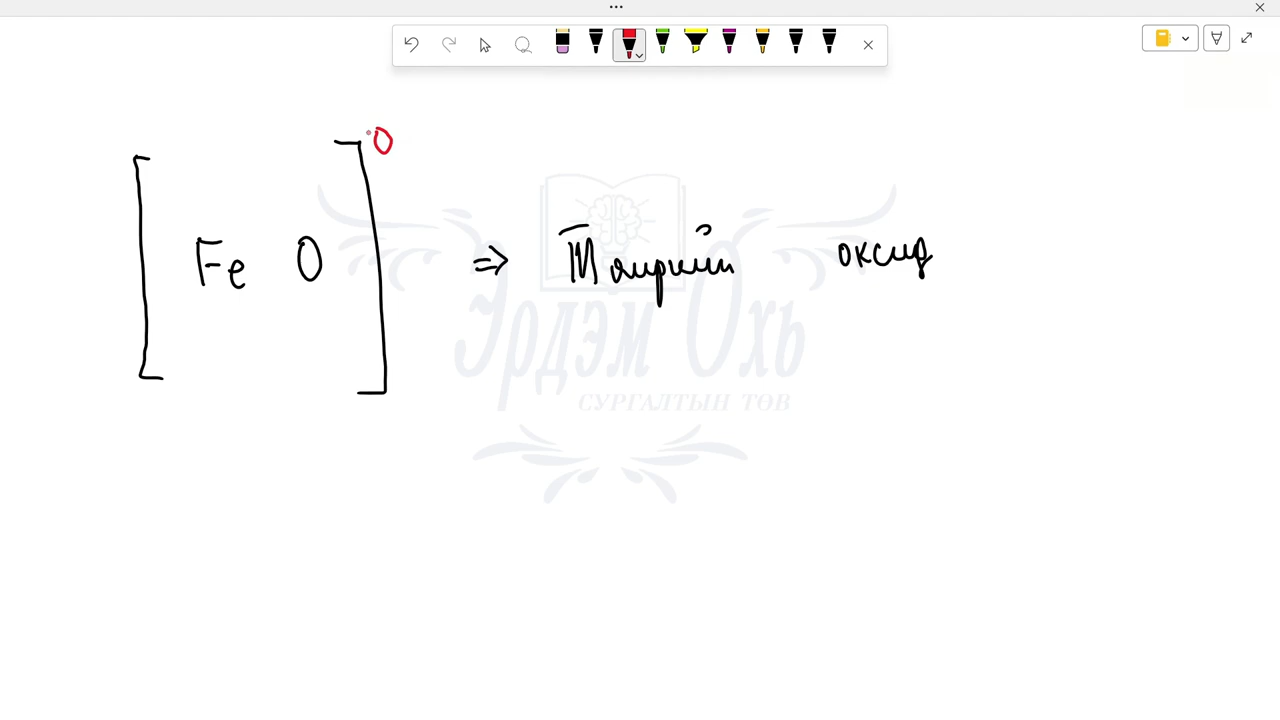 [ Fe O ]⁰ ⇒ Төмрийн оксид
Эрдэм Охь
СУРГАЛТЫН ТӨВ